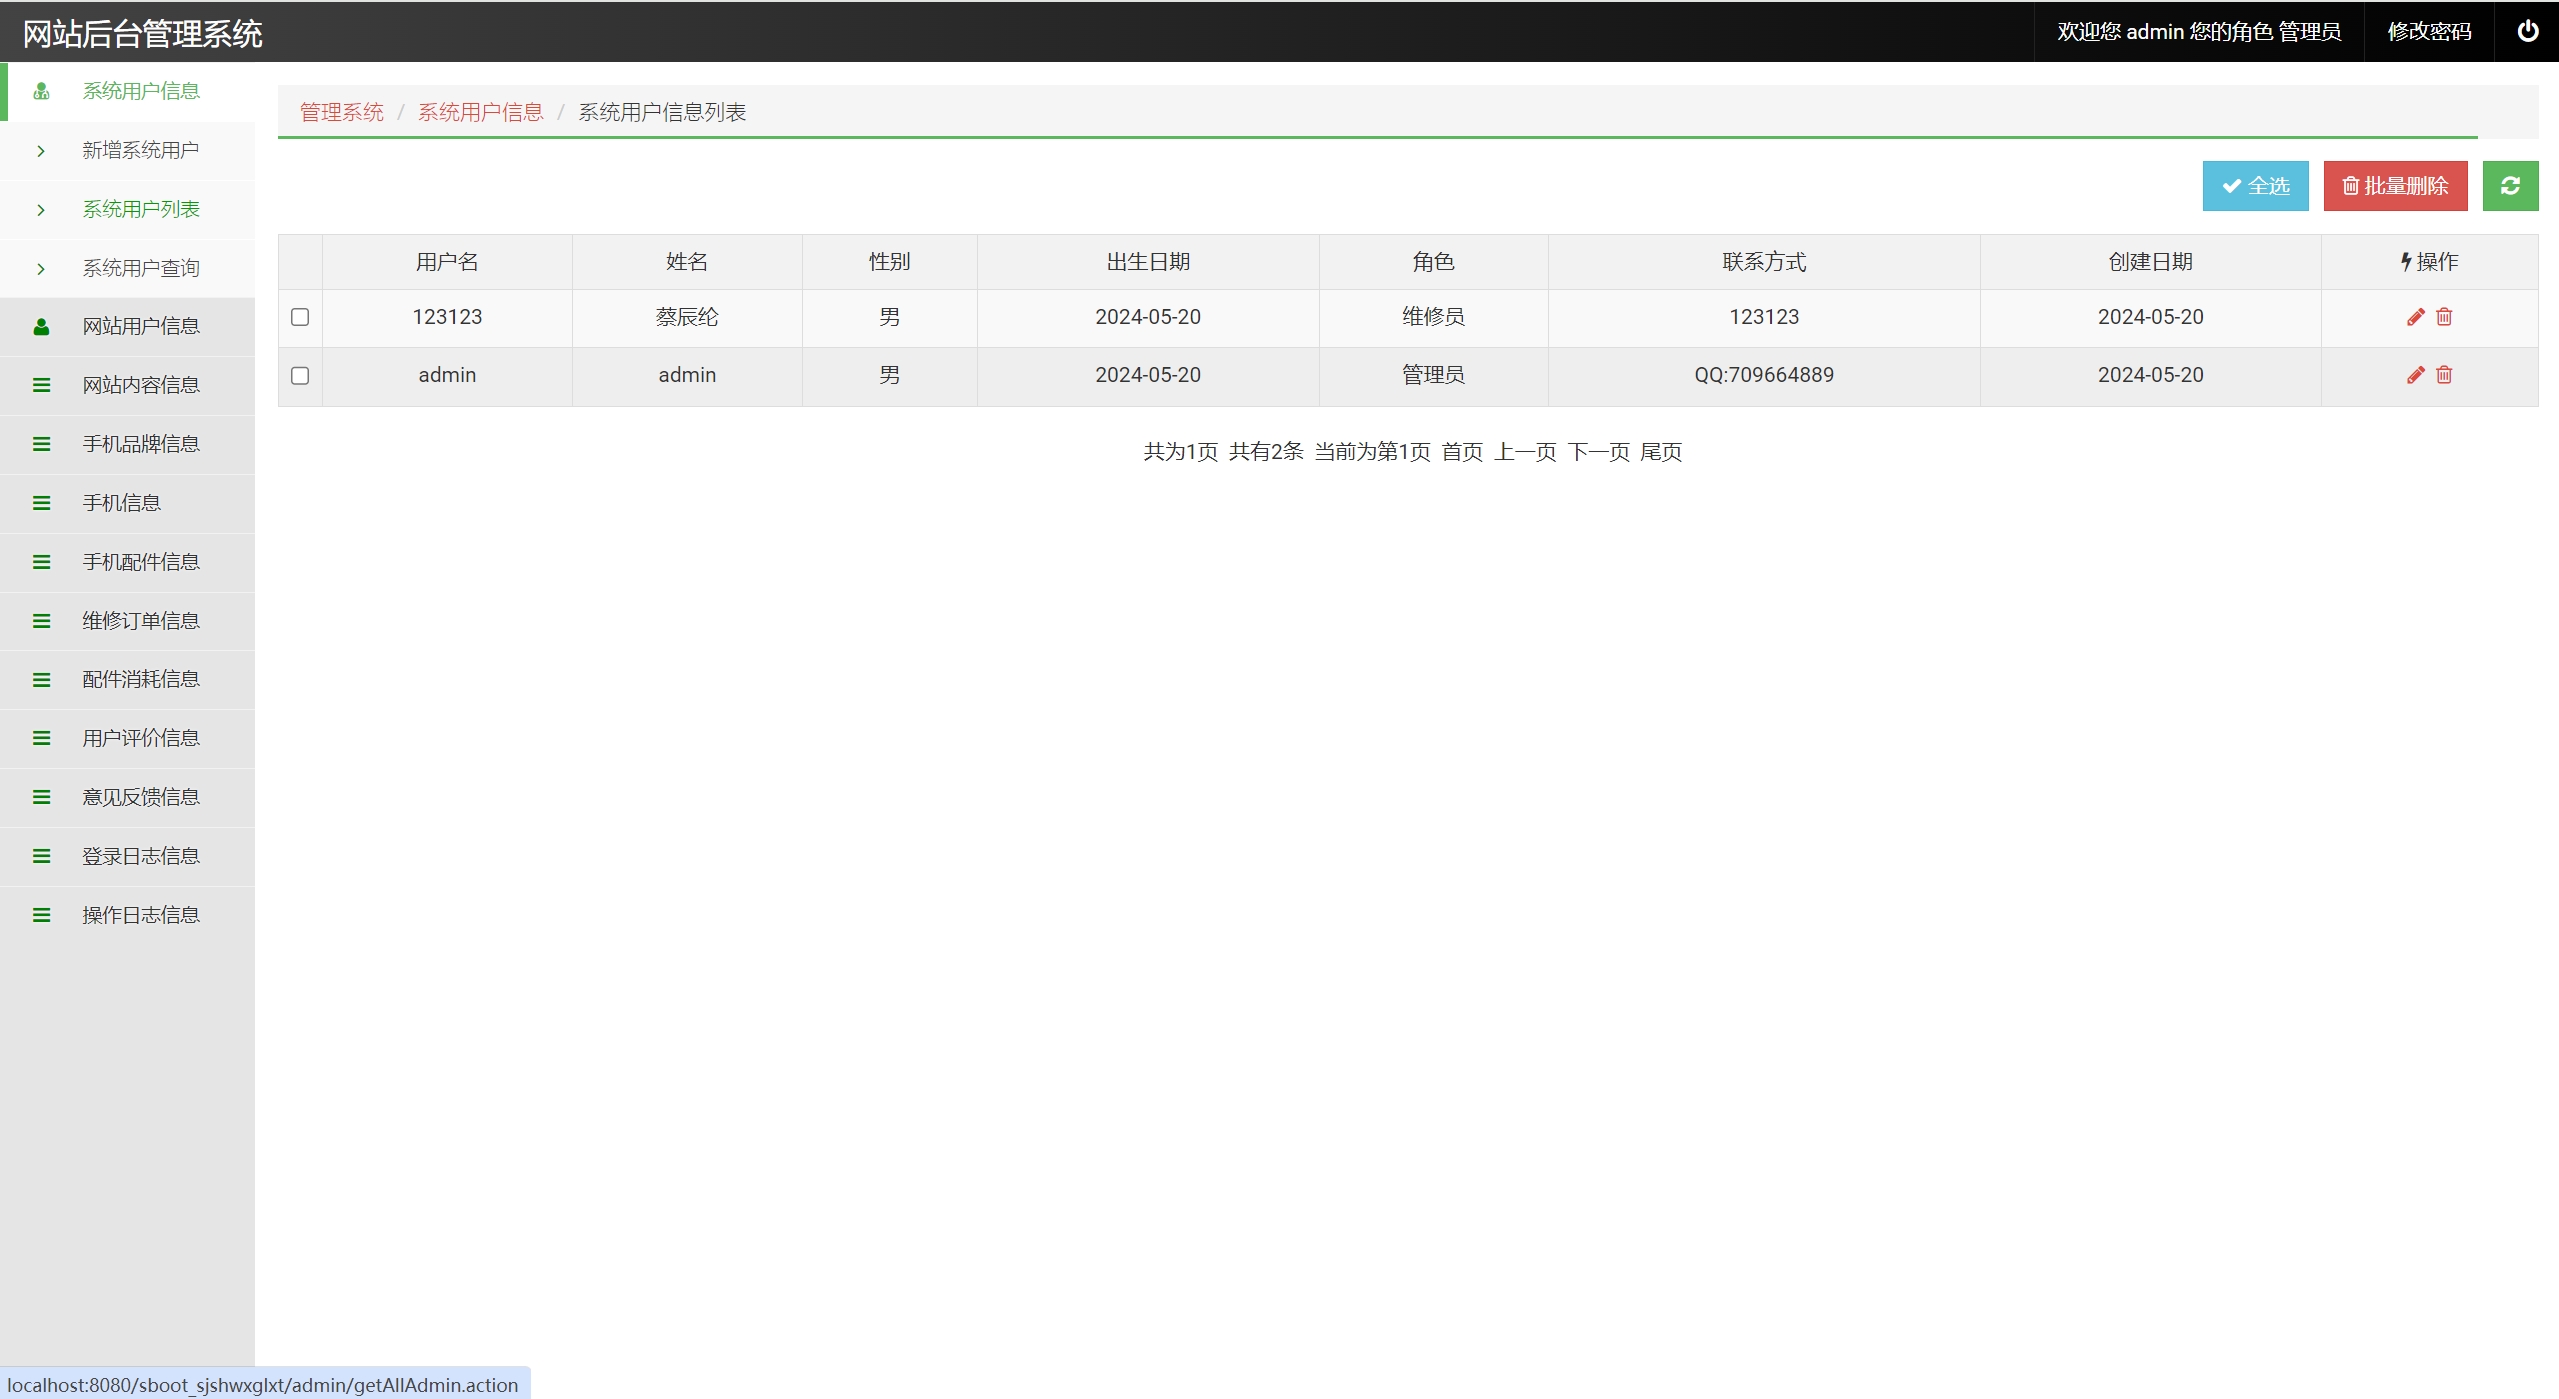 网站后台管理系统
欢迎您 admin 您的角色 管理员
修改密码
系统用户信息
新增系统用户
系统用户列表
系统用户查询
网站用户信息
网站内容信息
手机品牌信息
手机信息
手机配件信息
维修订单信息
配件消耗信息
用户评价信息
意见反馈信息
登录日志信息
操作日志信息
管理系统 / 系统用户信息 / 系统用户信息列表
全选 批量删除
用户名 姓名 性别 出生日期 角色 联系方式 创建日期 操作
123123 蔡辰纶 男 2024-05-20 维修员 123123 2024-05-20
admin admin 男 2024-05-20 管理员 QQ:709664889 2024-05-20
共为1页 共有2条 当前为第1页 首页 上一页 下一页 尾页
localhost:8080/sboot_sjshwxglxt/admin/getAllAdmin.action